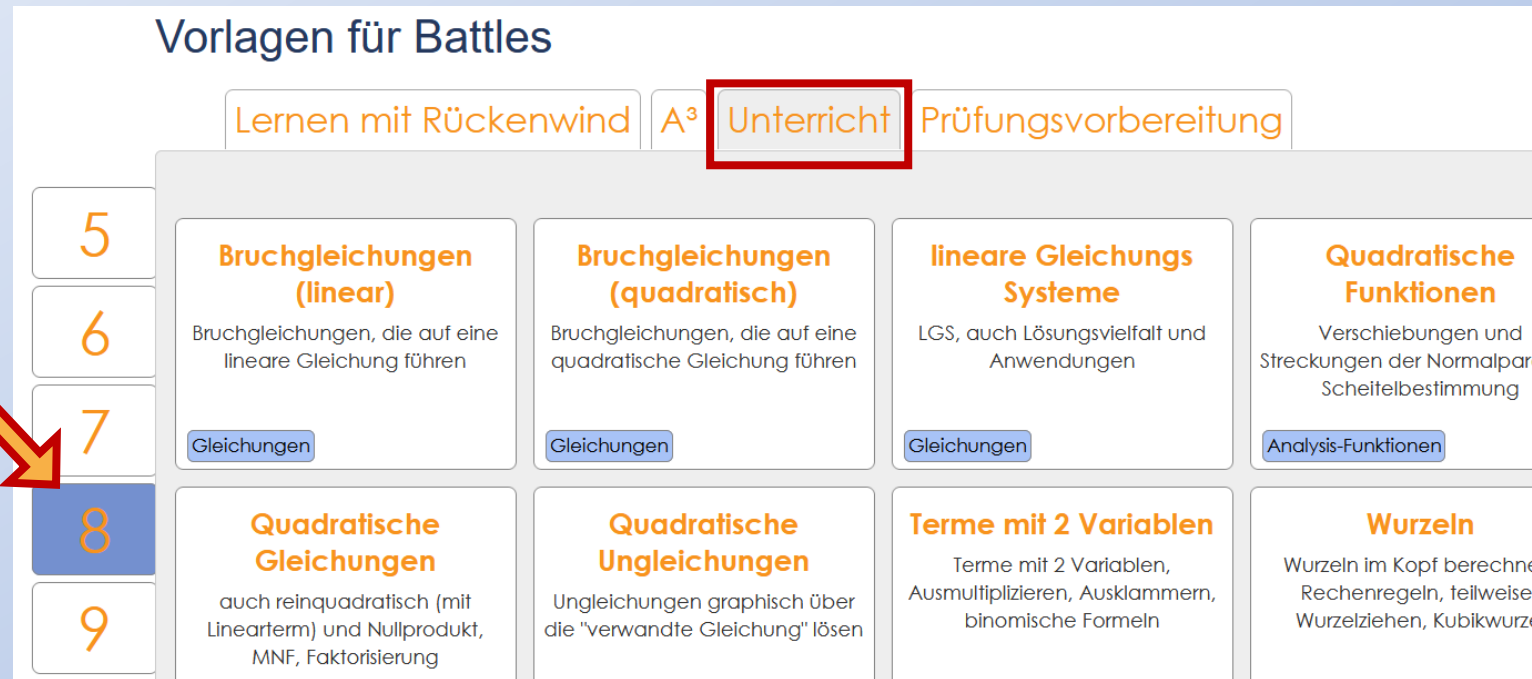 Vorlagen für Battles
Lernen mit Rückenwind
A³
Unterricht
Prüfungsvorbereitung
5
6
7
8
9
Bruchgleichungen
(linear)
Bruchgleichungen, die auf eine
lineare Gleichung führen
Gleichungen
Bruchgleichungen
(quadratisch)
Bruchgleichungen, die auf eine
quadratische Gleichung führen
Gleichungen
lineare Gleichungs
Systeme
LGS, auch Lösungsvielfalt und
Anwendungen
Gleichungen
Quadratische
Funktionen
Verschiebungen und
Streckungen der
Scheitelbestimmung
Analysis-Funktionen
Quadratische
Gleichungen
auch reinquadratisch (mit
Linearterm) und Nullprodukt,
MNF, Faktorisierung
Quadratische
Ungleichungen
Ungleichungen graphisch über
die "verwandte Gleichung" lösen
Terme mit 2 Variablen
Terme mit 2 Variablen,
Ausmultiplizieren, Ausklammern,
binomische Formeln
Wurzeln
Wurzeln im Kopf
Rechenregeln, teilweise
Wurzelziehen,